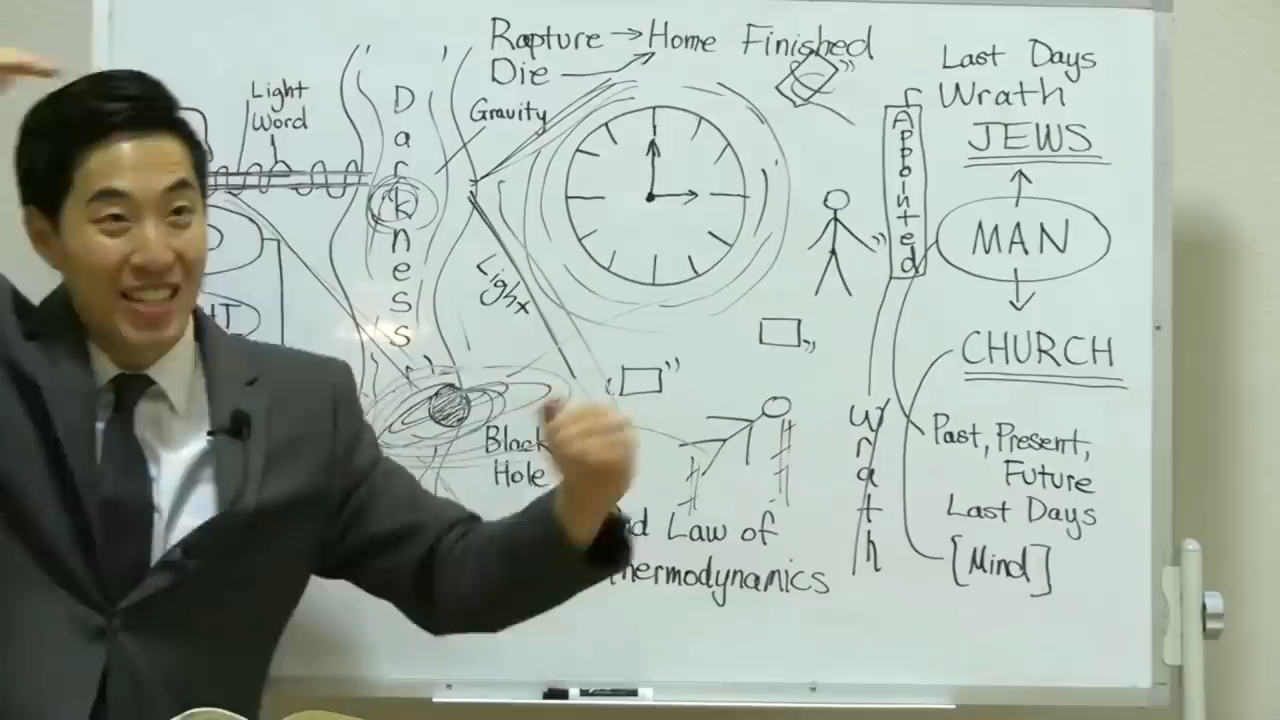 Rapture → Home Finished
Die
Gravity
Light
Word
Darkness
Light
Black
Hole
Law of
Last Days
Wrath
Appointed
JEWS
MAN
CHURCH
Past, Present,
Future
Last Days
[Mind]
Wrath